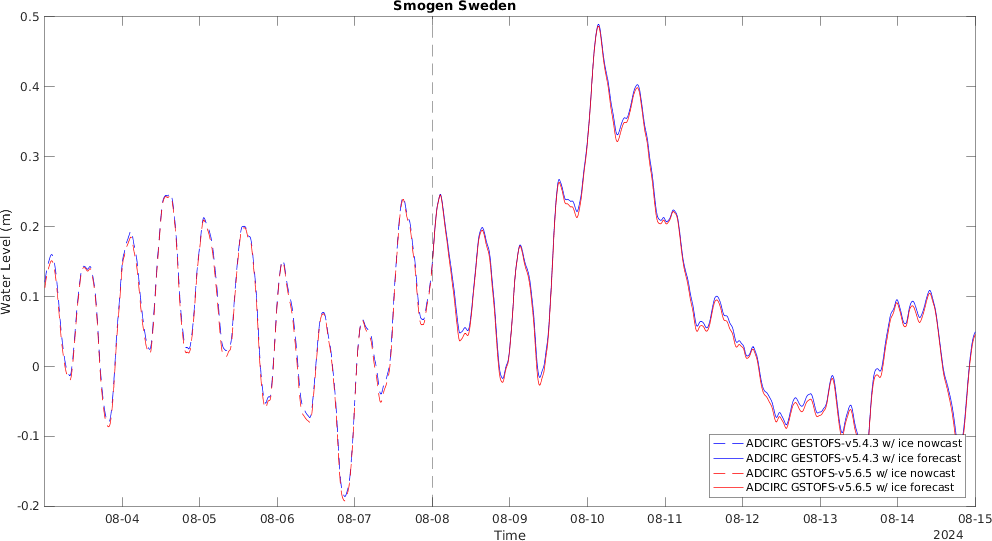 Smogen Sweden
0.5
0.4
0.3
0.2
0.1
0
-0.1
-0.2
Water Level (m)
08-04 08-05 08-06 08-07 08-08 08-09 08-10 08-11 08-12 08-13 08-14 08-15
Time
2024
ADCIRC GESTOFS-v5.4.3 w/ ice nowcast
ADCIRC GESTOFS-v5.4.3 w/ ice forecast
ADCIRC GSTOFS-v5.6.5 w/ ice nowcast
ADCIRC GSTOFS-v5.6.5 w/ ice forecast